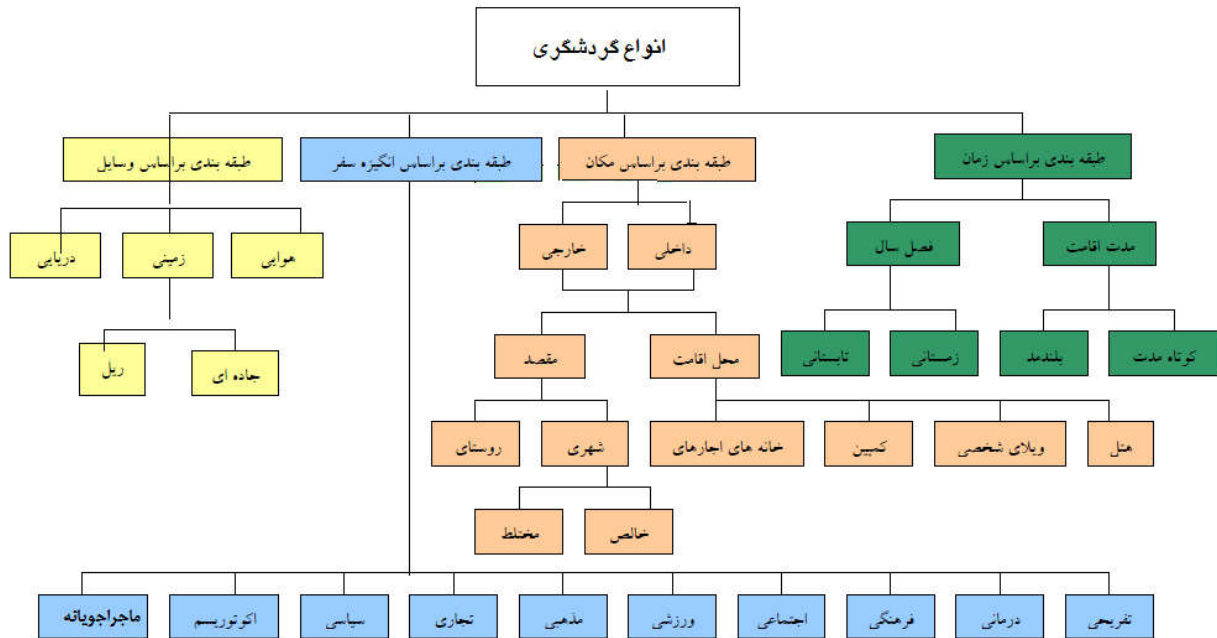 انواع گردشگری
طبقه بندی براساس زمان
طبقه بندی براساس مکان
طبقه بندی براساس انگیزه سفر
طبقه بندی براساس وسایل
مدت اقامت
فصل سال
داخلی
خارجی
هوایی
زمینی
دریایی
کوتاه مدت
بلندمد
زمستانی
تابستانی
محل اقامت
مقصد
جاده ای
ریل
هتل
ویلای شخصی
کمپین
خانه های اجارهای
شهری
روستای
خالص
مختلط
تفریحی
درمانی
فرهنگی
اجتماعی
ورزشی
مذهبی
تجاری
سیاسی
اکوتوریسم
ماجراجویانه